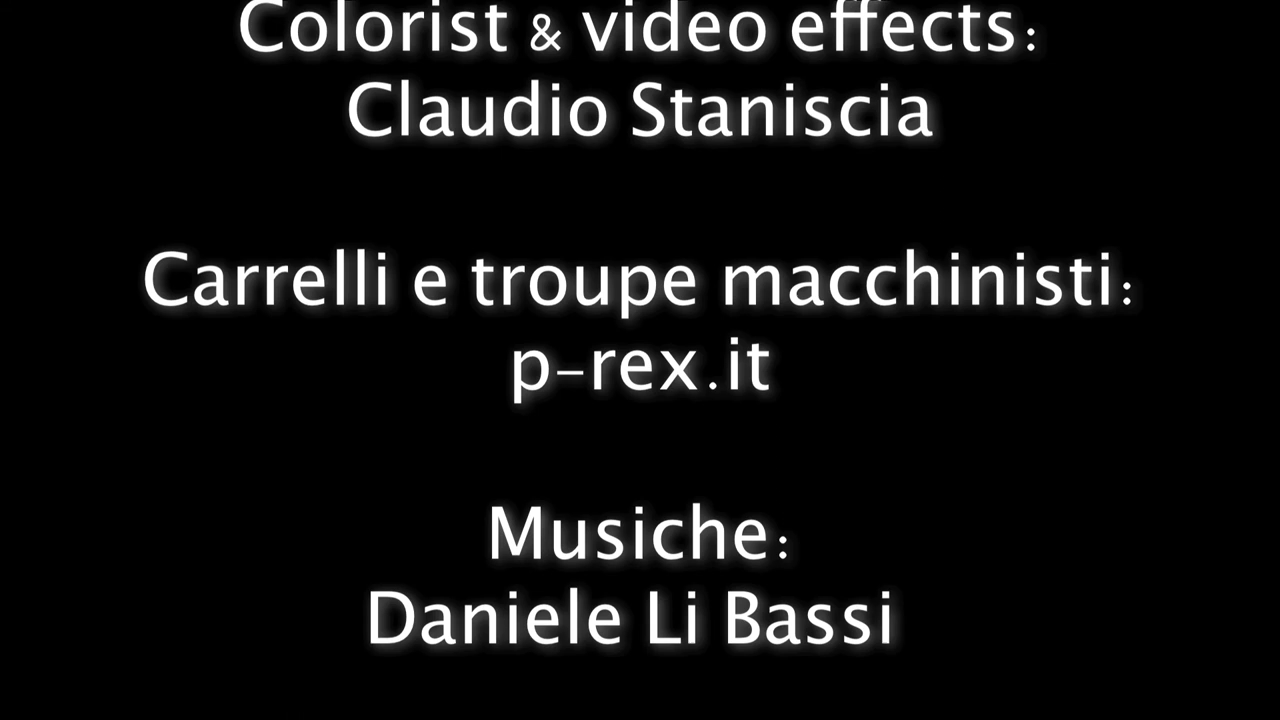 Colorist & video effects:
Claudio Staniscia
Carrelli e troupe macchinisti:
p-rex.it
Musiche:
Daniele Li Bassi